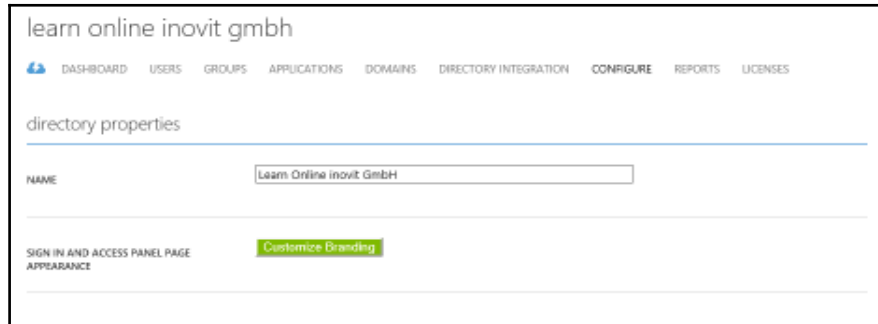 learn online inovit gmbh
DASHBOARD USERS GROUPS APPLICATIONS DOMAINS DIRECTORY INTEGRATION CONFIGURE REPORTS LICENSES
directory properties
NAME Learn Online inovit GmbH
SIGN IN AND ACCESS PANEL PAGE Customize Branding
APPEARANCE